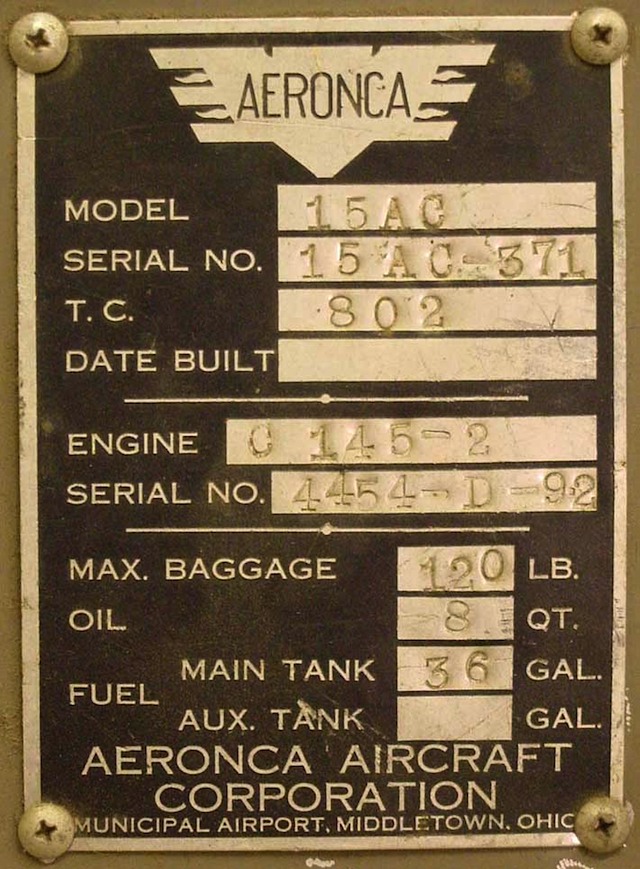 AERONCA
MODEL 15AC
SERIAL NO. 15AC-371
T. C. 802
DATE BUILT
ENGINE C 145-2
SERIAL NO. 4454-D-92
MAX. BAGGAGE 120 LB.
OIL 8 QT.
FUEL MAIN TANK 36 GAL.
AUX. TANK GAL.
AERONCA AIRCRAFT
CORPORATION
MUNICIPAL AIRPORT, MIDDLETOWN, OHIO